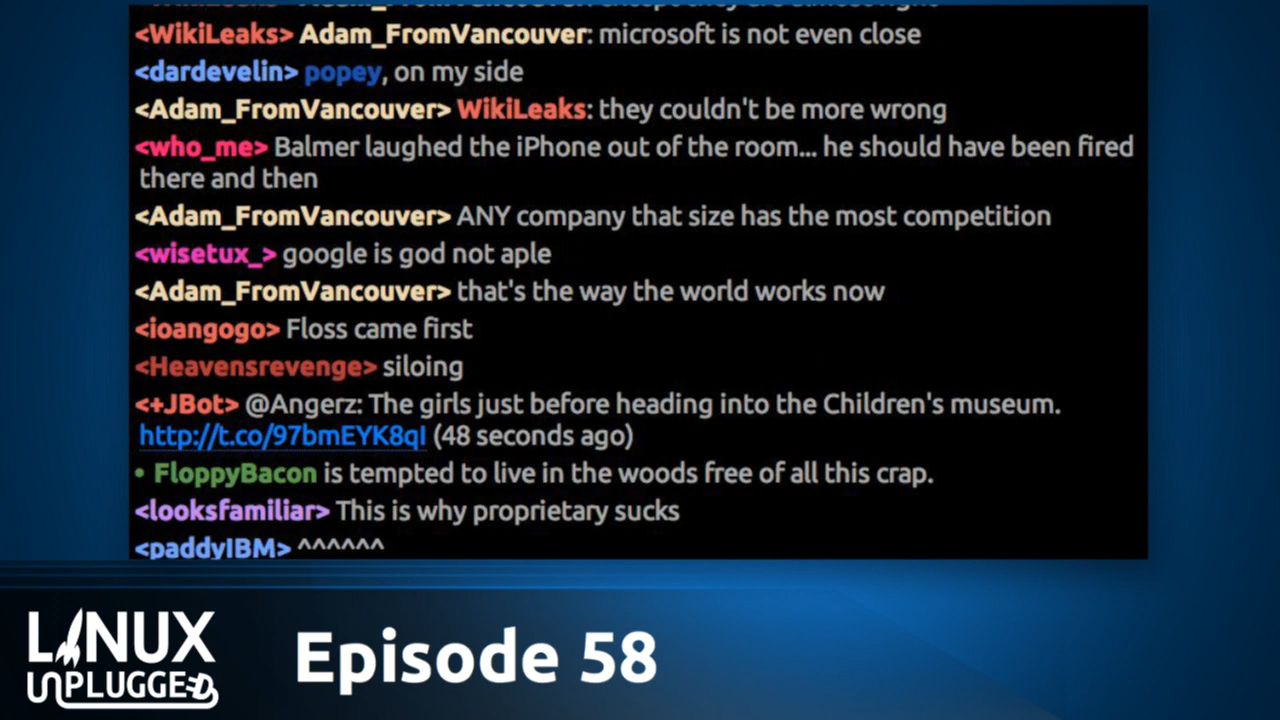 <WikiLeaks> Adam_FromVancouver: microsoft is not even close
<dardevelin> popey, on my side
<Adam_FromVancouver> WikiLeaks: they couldn't be more wrong
<who_me> Balmer laughed the iPhone out of the room... he should have been fired
there and then
<Adam_FromVancouver> ANY company that size has the most competition
<wisetux_> google is god not aple
<Adam_FromVancouver> that's the way the world works now
<ioangogo> Floss came first
<Heavensrevenge> siloing
<+JBot> @Angerz: The girls just before heading into the Children's museum.
http://t.co/97bmEYK8qI (48 seconds ago)
• FloppyBacon is tempted to live in the woods free of all this crap.
<looksfamiliar> This is why proprietary sucks
<paddyIBM> ^^^^^^
LINUX
UNPLUGGED
Episode 58